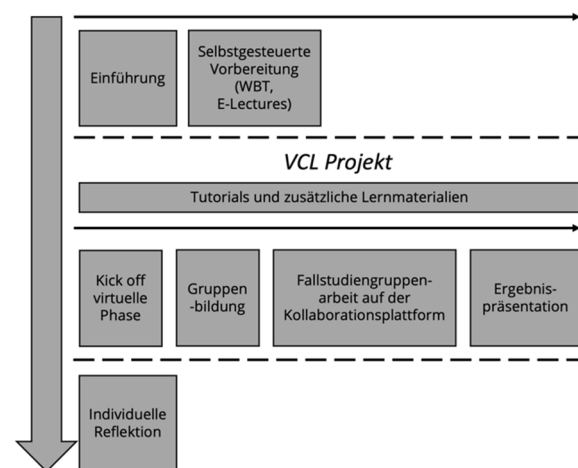 Einführung
Selbstgesteuerte
Vorbereitung
(WBT,
E-Lectures)
VCL Projekt
Tutorials und zusätzliche Lernmaterialien
Kick off
virtuelle
Phase
Gruppen
-bildung
Fallstudiengruppen-
arbeit auf der
Kollaborationsplattform
Ergebnis-
präsentation
Individuelle
Reflektion